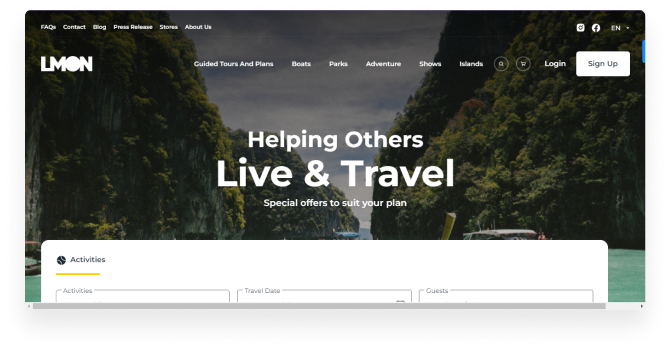 FAQs Contact Blog Press Release Stores About Us
EN
LMON
Guided Tours And Plans Boats Parks Adventure Shows Islands Login Sign Up
Helping Others
Live & Travel
Special offers to suit your plan
Activities
Activities Travel Date Guests